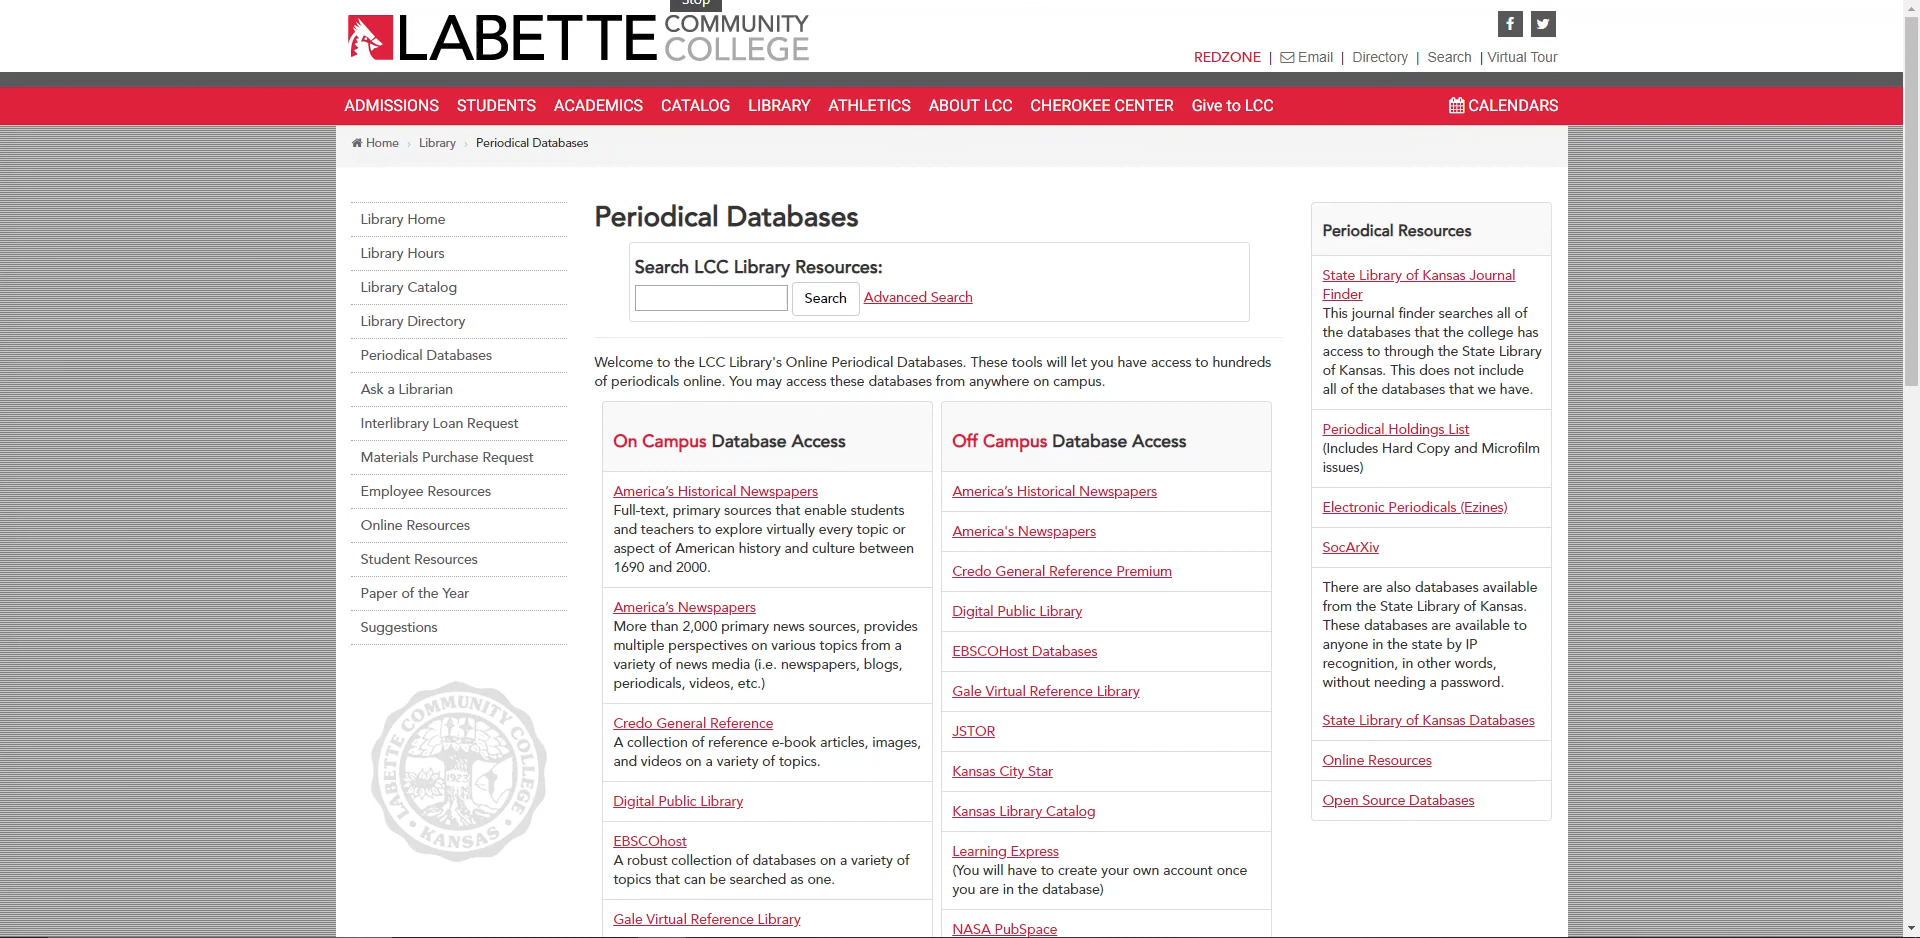 Stop
LABETTE COMMUNITY COLLEGE
REDZONE | Email | Directory | Search | Virtual Tour
ADMISSIONS STUDENTS ACADEMICS CATALOG LIBRARY ATHLETICS ABOUT LCC CHEROKEE CENTER Give to LCC CALENDARS
Home › Library › Periodical Databases
Library Home
Library Hours
Library Catalog
Library Directory
Periodical Databases
Ask a Librarian
Interlibrary Loan Request
Materials Purchase Request
Employee Resources
Online Resources
Student Resources
Paper of the Year
Suggestions
LABETTE COMMUNITY COLLEGE
1923
• KANSAS •
Periodical Databases
Search LCC Library Resources:
Search Advanced Search
Welcome to the LCC Library's Online Periodical Databases. These tools will let you have access to hundreds
of periodicals online. You may access these databases from anywhere on campus.
On Campus Database Access
America's Historical Newspapers
Full-text, primary sources that enable students
and teachers to explore virtually every topic or
aspect of American history and culture between
1690 and 2000.
America's Newspapers
More than 2,000 primary news sources, provides
multiple perspectives on various topics from a
variety of news media (i.e. newspapers, blogs,
periodicals, videos, etc.)
Credo General Reference
A collection of reference e-book articles, images,
and videos on a variety of topics.
Digital Public Library
EBSCOhost
A robust collection of databases on a variety of
topics that can be searched as one.
Gale Virtual Reference Library
Off Campus Database Access
America's Historical Newspapers
America's Newspapers
Credo General Reference Premium
Digital Public Library
EBSCOHost Databases
Gale Virtual Reference Library
JSTOR
Kansas City Star
Kansas Library Catalog
Learning Express
(You will have to create your own account once
you are in the database)
NASA PubSpace
Periodical Resources
State Library of Kansas Journal
Finder
This journal finder searches all of
the databases that the college has
access to through the State Library
of Kansas. This does not include
all of the databases that we have.
Periodical Holdings List
(Includes Hard Copy and Microfilm
issues)
Electronic Periodicals (Ezines)
SocArXiv
There are also databases available
from the State Library of Kansas.
These databases are available to
anyone in the state by IP
recognition, in other words,
without needing a password.
State Library of Kansas Databases
Online Resources
Open Source Databases